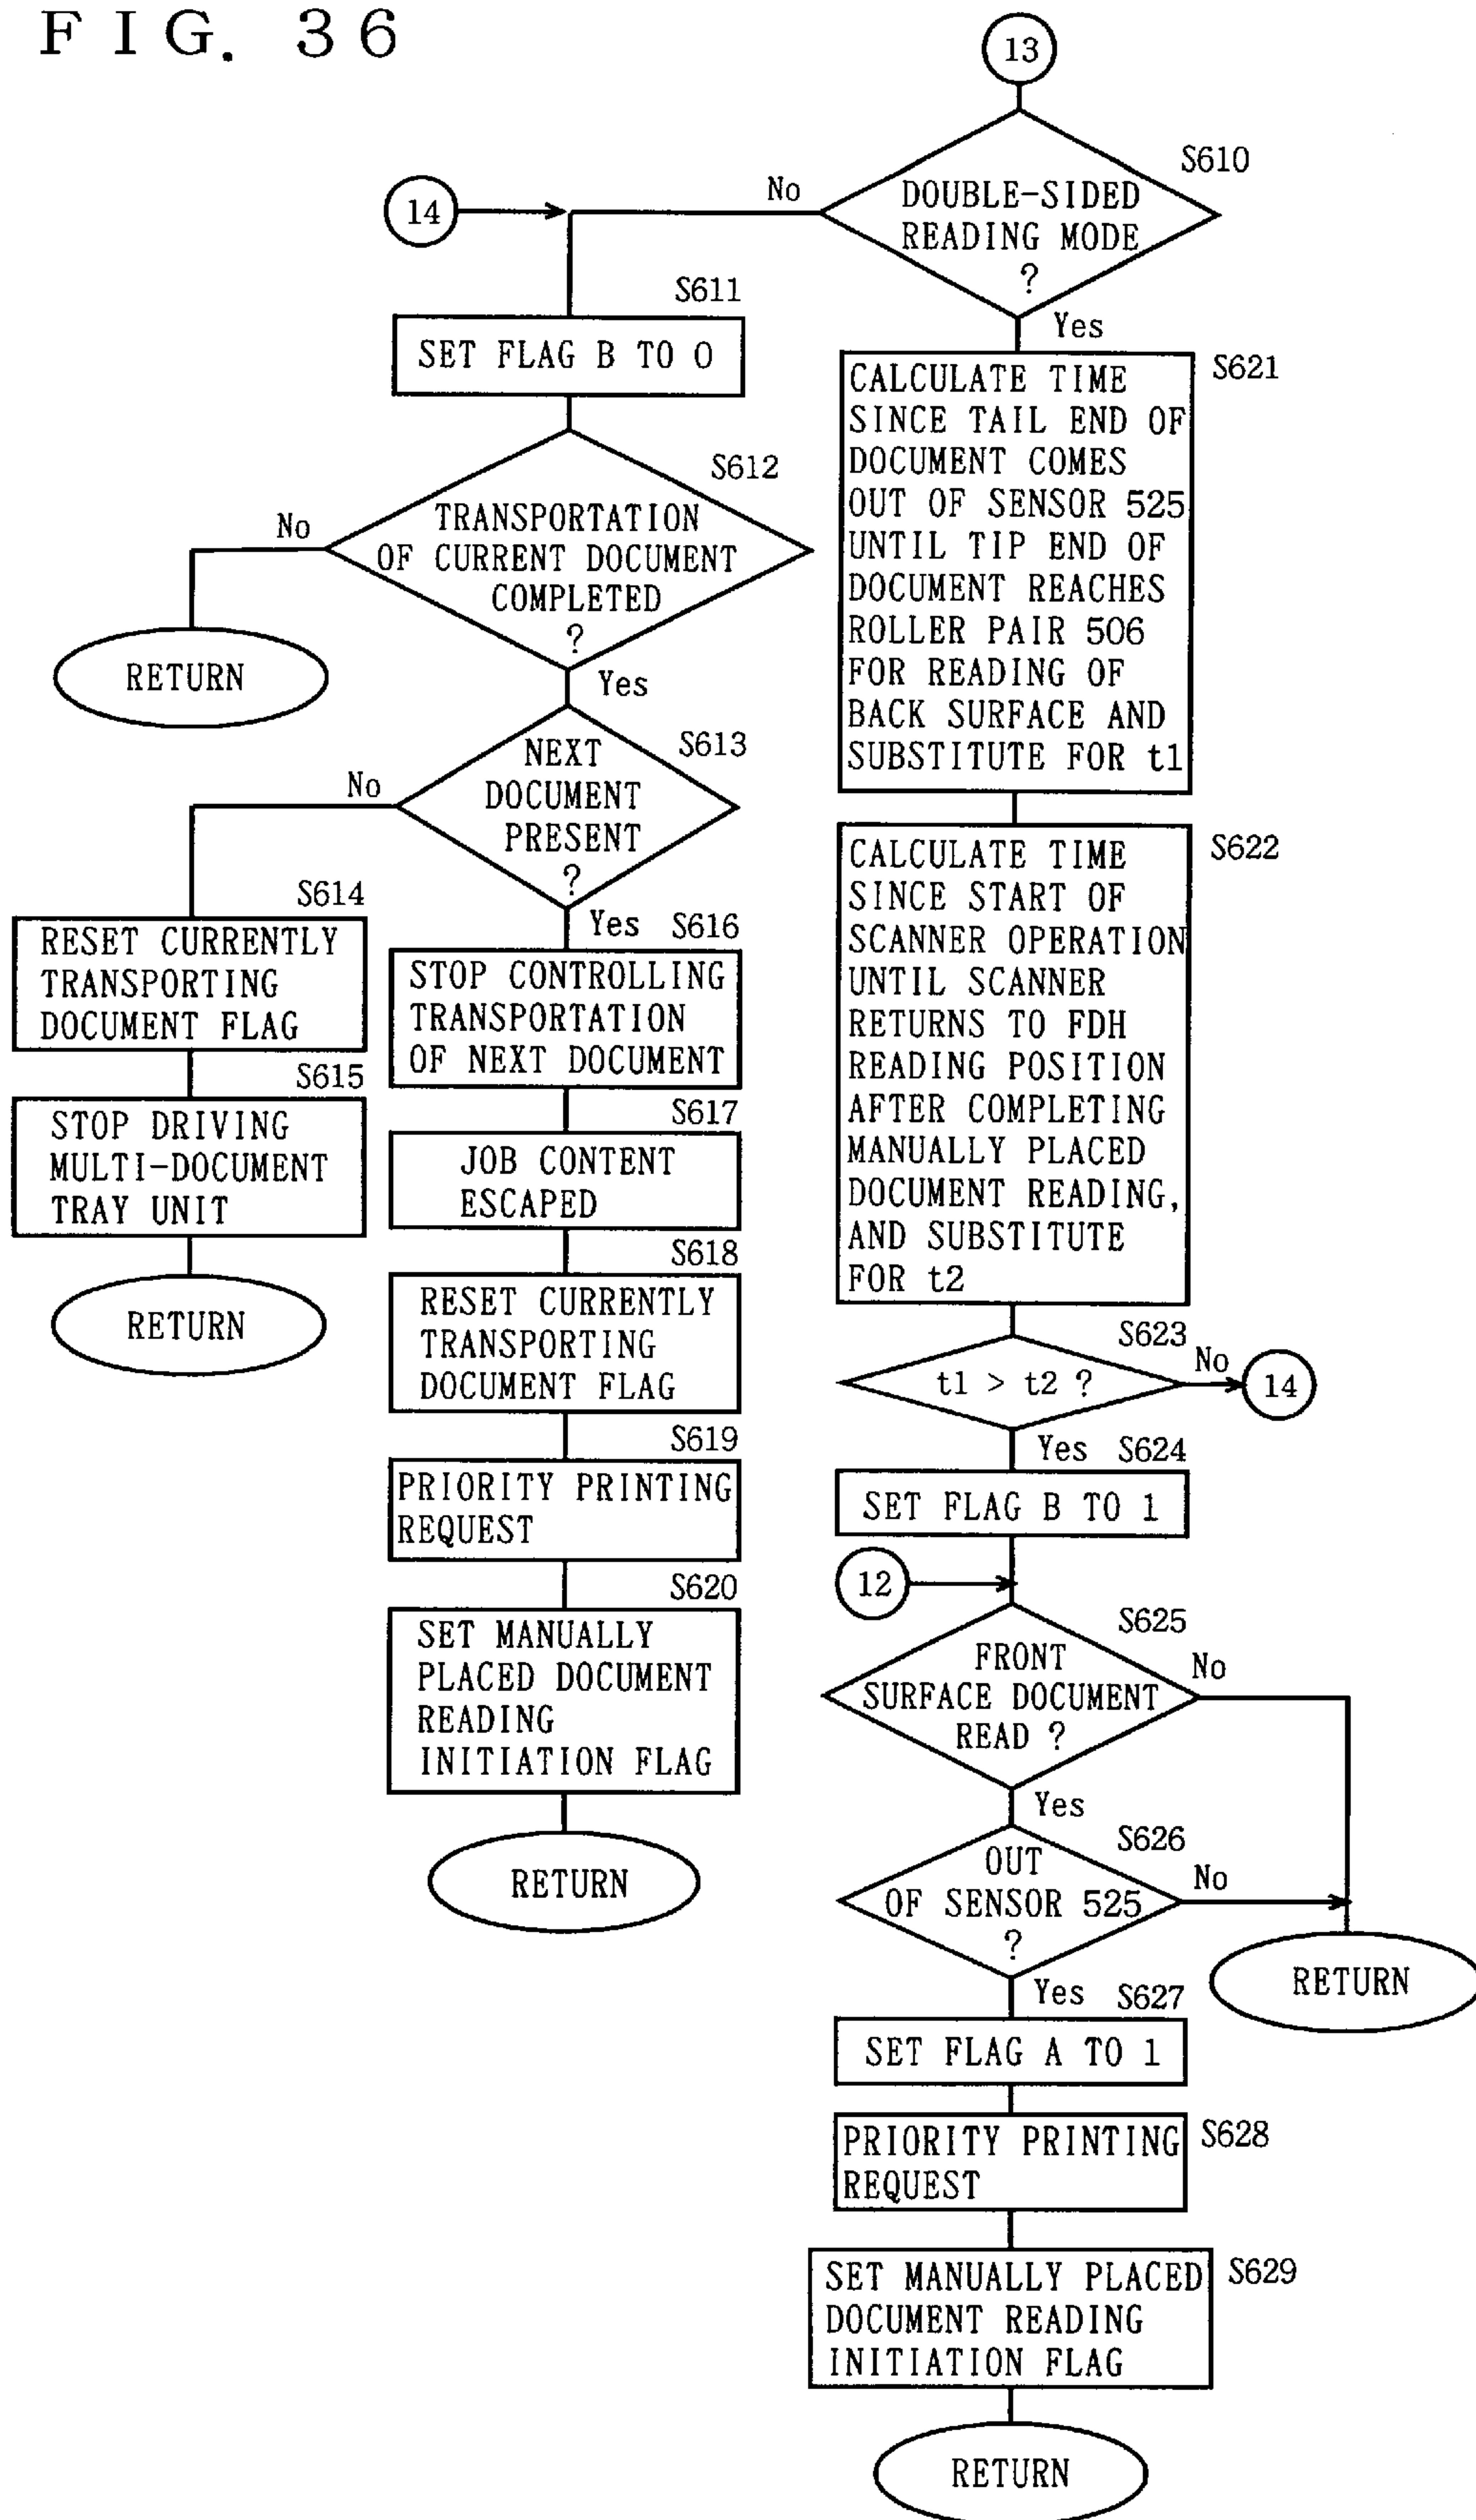 FIG. 36
13
S610
DOUBLE-SIDED
READING MODE
?
No
Yes
14
S611
SET FLAG B TO 0
S612
TRANSPORTATION
OF CURRENT DOCUMENT
COMPLETED
?
No
RETURN
Yes
S613
NEXT
DOCUMENT
PRESENT
?
No
S614
RESET CURRENTLY
TRANSPORTING
DOCUMENT FLAG
S615
STOP DRIVING
MULTI-DOCUMENT
TRAY UNIT
RETURN
Yes
S616
STOP CONTROLLING
TRANSPORTATION
OF NEXT DOCUMENT
S617
JOB CONTENT
ESCAPED
S618
RESET CURRENTLY
TRANSPORTING
DOCUMENT FLAG
S619
PRIORITY PRINTING
REQUEST
S620
SET MANUALLY
PLACED DOCUMENT
READING
INITIATION FLAG
RETURN
S621
CALCULATE TIME
SINCE TAIL END OF
DOCUMENT COMES
OUT OF SENSOR 525
UNTIL TIP END OF
DOCUMENT REACHES
ROLLER PAIR 506
FOR READING OF
BACK SURFACE AND
SUBSTITUTE FOR t1
S622
CALCULATE TIME
SINCE START OF
SCANNER OPERATION
UNTIL SCANNER
RETURNS TO FDH
READING POSITION
AFTER COMPLETING
MANUALLY PLACED
DOCUMENT READING,
AND SUBSTITUTE
FOR t2
S623
t1 > t2 ?
No
14
Yes
S624
SET FLAG B TO 1
12
S625
FRONT
SURFACE DOCUMENT
READ ?
No
Yes
S626
OUT
OF SENSOR 525
?
No
RETURN
Yes
S627
SET FLAG A TO 1
S628
PRIORITY PRINTING
REQUEST
S629
SET MANUALLY PLACED
DOCUMENT READING
INITIATION FLAG
RETURN